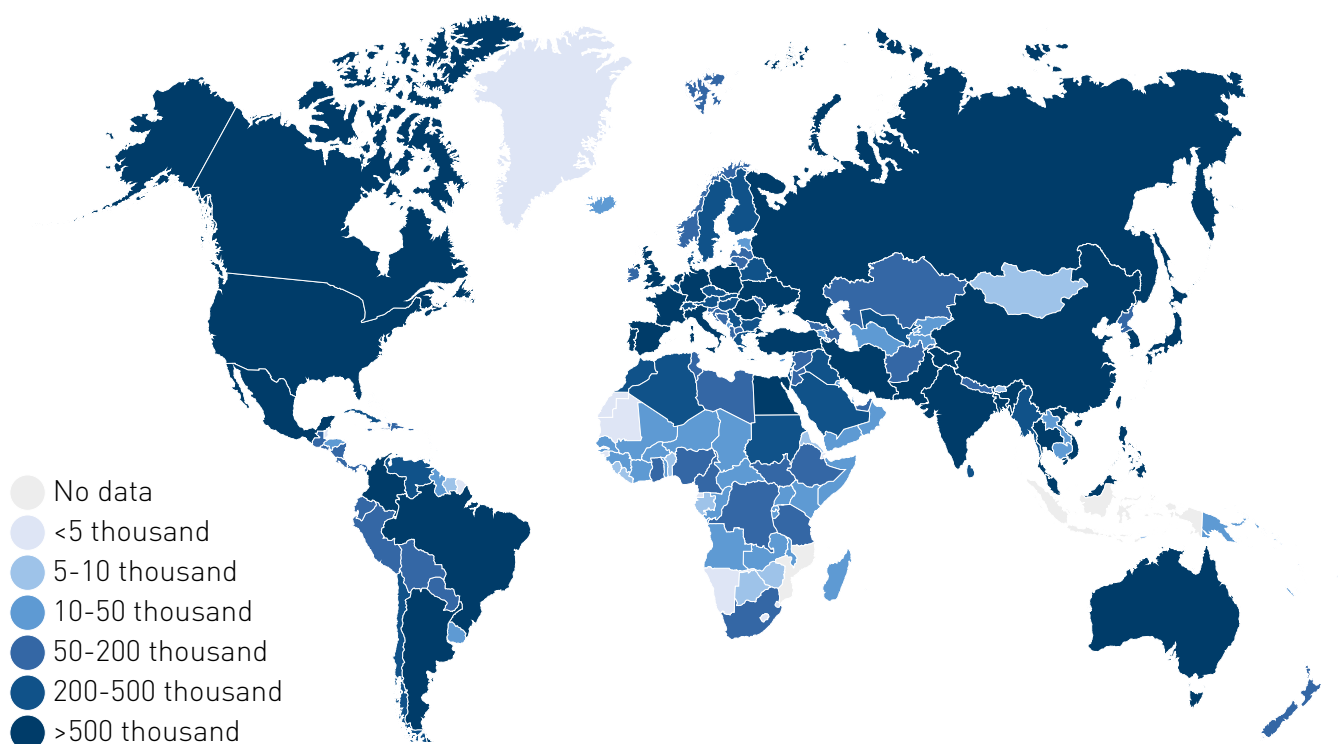 No data
<5 thousand
5-10 thousand
10-50 thousand
50-200 thousand
200-500 thousand
>500 thousand